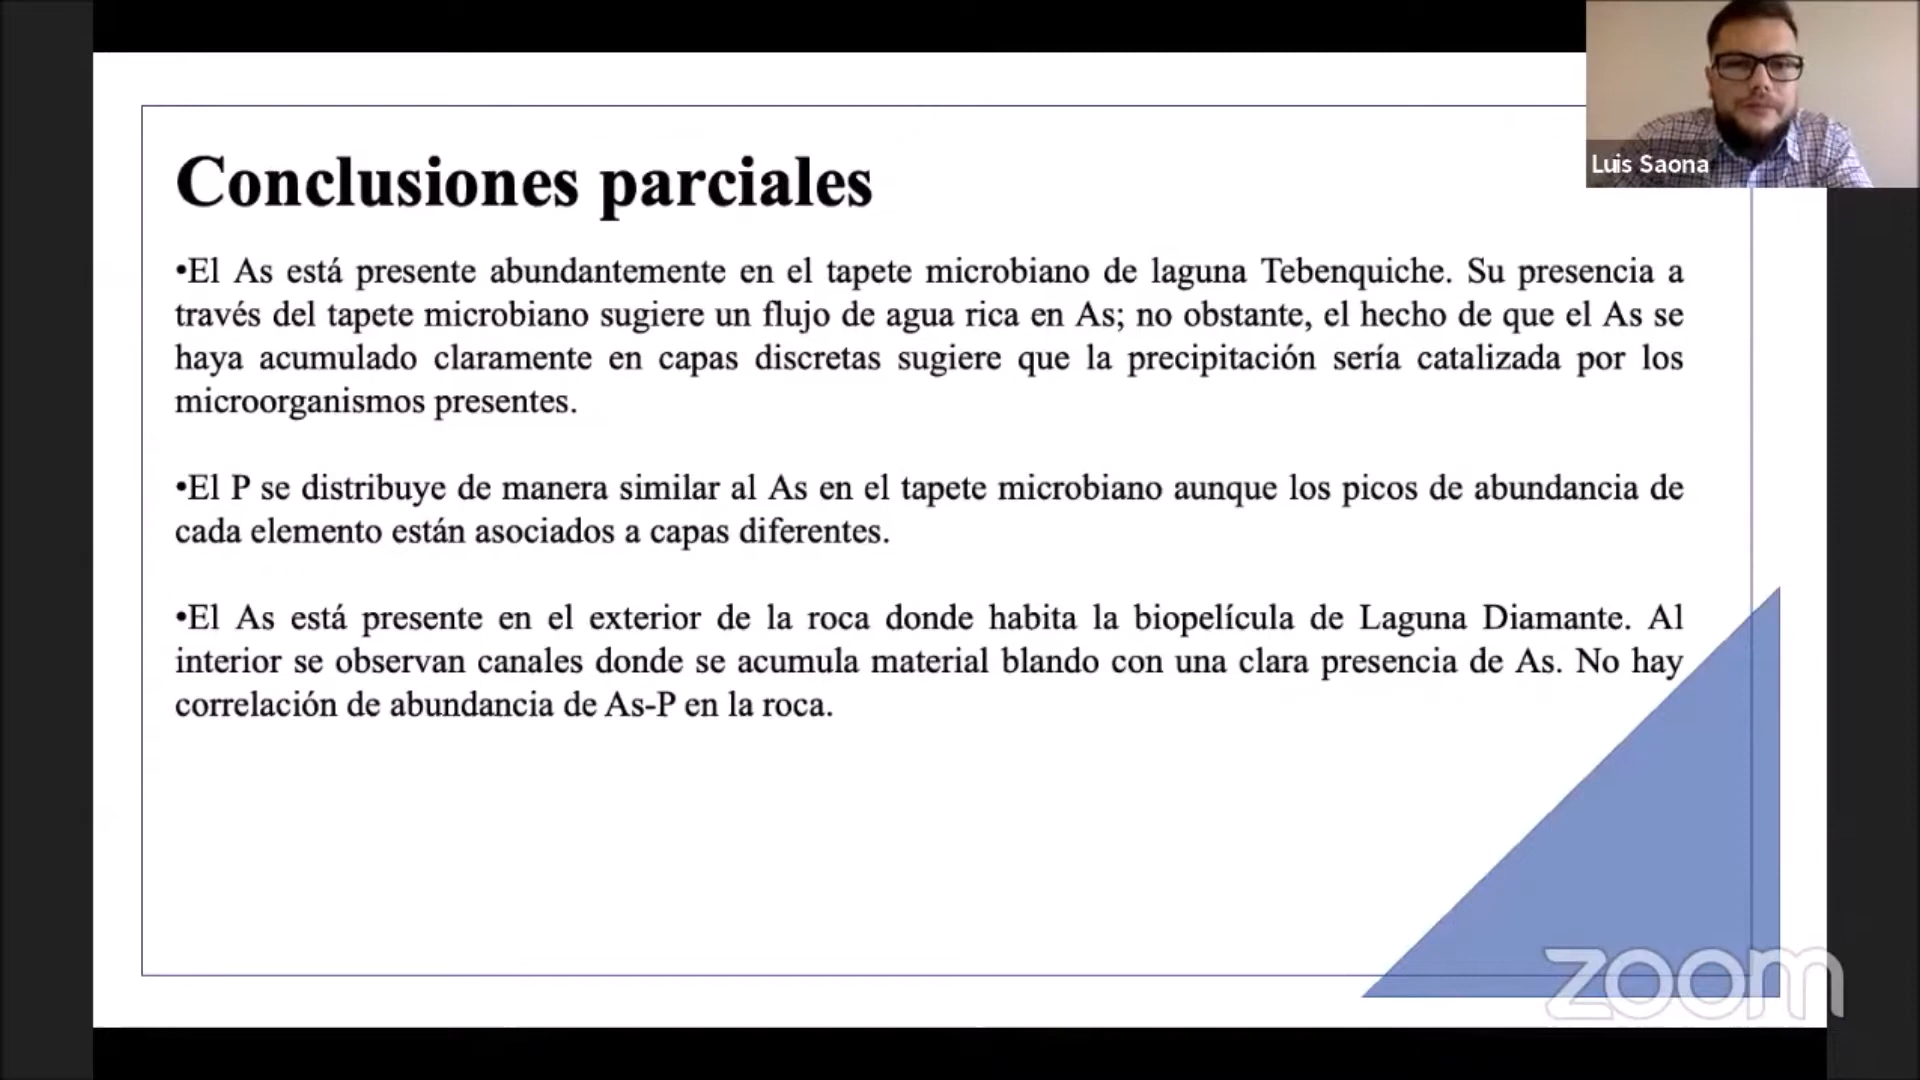 Luis Saona
Conclusiones parciales
•El As está presente abundantemente en el tapete microbiano de laguna Tebenquiche. Su presencia a
través del tapete microbiano sugiere un flujo de agua rica en As; no obstante, el hecho de que el As se
haya acumulado claramente en capas discretas sugiere que la precipitación sería catalizada por los
microorganismos presentes.
•El P se distribuye de manera similar al As en el tapete microbiano aunque los picos de abundancia de
cada elemento están asociados a capas diferentes.
•El As está presente en el exterior de la roca donde habita la biopelícula de Laguna Diamante. Al
interior se observan canales donde se acumula material blando con una clara presencia de As. No hay
correlación de abundancia de As-P en la roca.
zoom